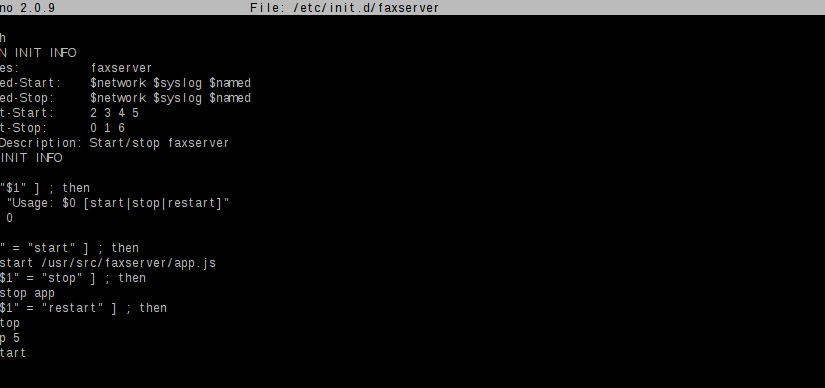 no 2.0.9 File: /etc/init.d/faxserver
h
N INIT INFO
es: faxserver
ed-Start: $network $syslog $named
ed-Stop: $network $syslog $named
t-Start: 2 3 4 5
t-Stop: 0 1 6
Description: Start/stop faxserver
INIT INFO
"$1" ] ; then
"Usage: $0 [start|stop|restart]"
0
" = "start" ] ; then
start /usr/src/faxserver/app.js
$1" = "stop" ] ; then
stop app
$1" = "restart" ] ; then
top
p 5
tart